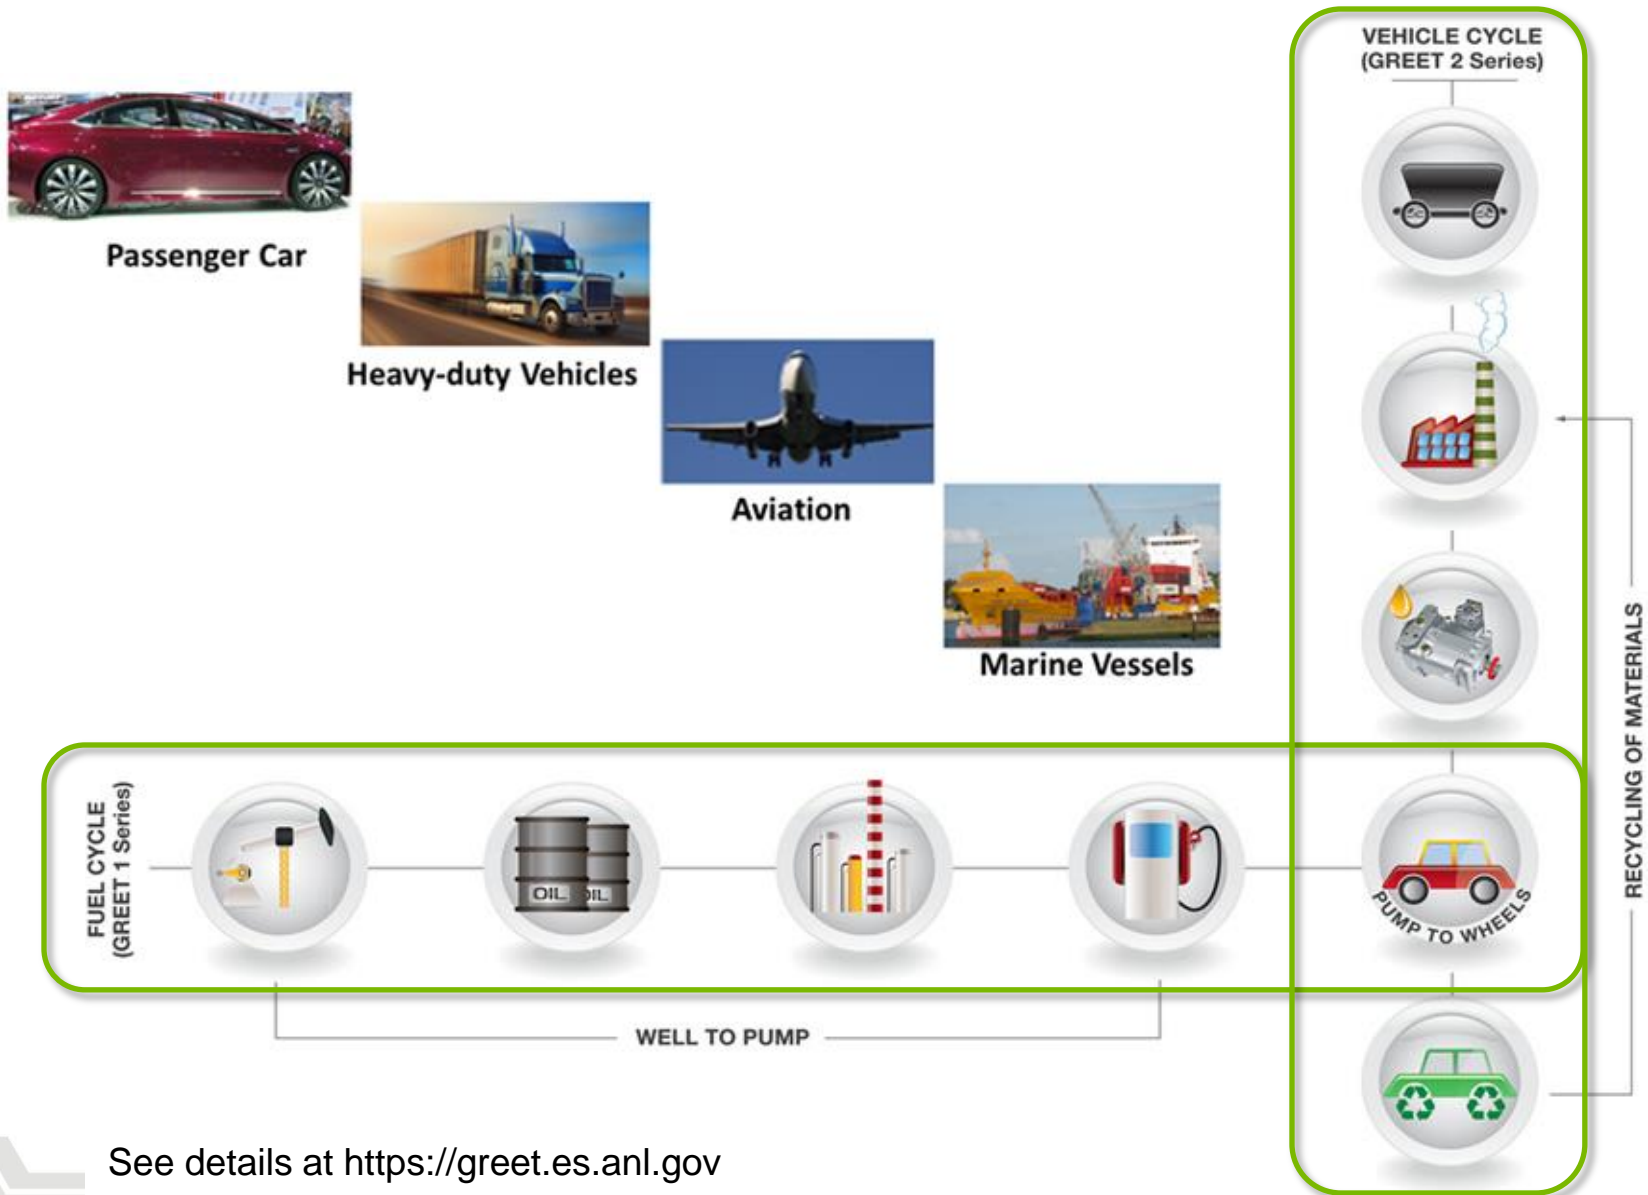 VEHICLE CYCLE
(GREET 2 Series)
Passenger Car
Heavy-duty Vehicles
Aviation
Marine Vessels
RECYCLING OF MATERIALS
FUEL CYCLE
(GREET 1 Series)
OIL
OIL
PUMP TO WHEELS
WELL TO PUMP
See details at https://greet.es.anl.gov